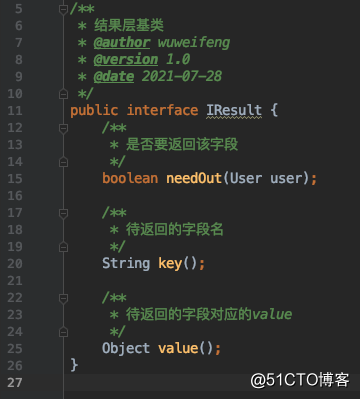 5 /**
6 * 结果层基类
7 * @author wuweifeng
8 * @version 1.0
9 * @date 2021-07-28
10 */
11 public interface IResult {
12 /**
13 * 是否要返回该字段
14 */
15 boolean needOut(User user);
16
17 /**
18 * 待返回的字段名
19 */
20 String key();
21
22 /**
23 * 待返回的字段对应的value
24 */
25 Object value();
26 }
27
@51CTO博客